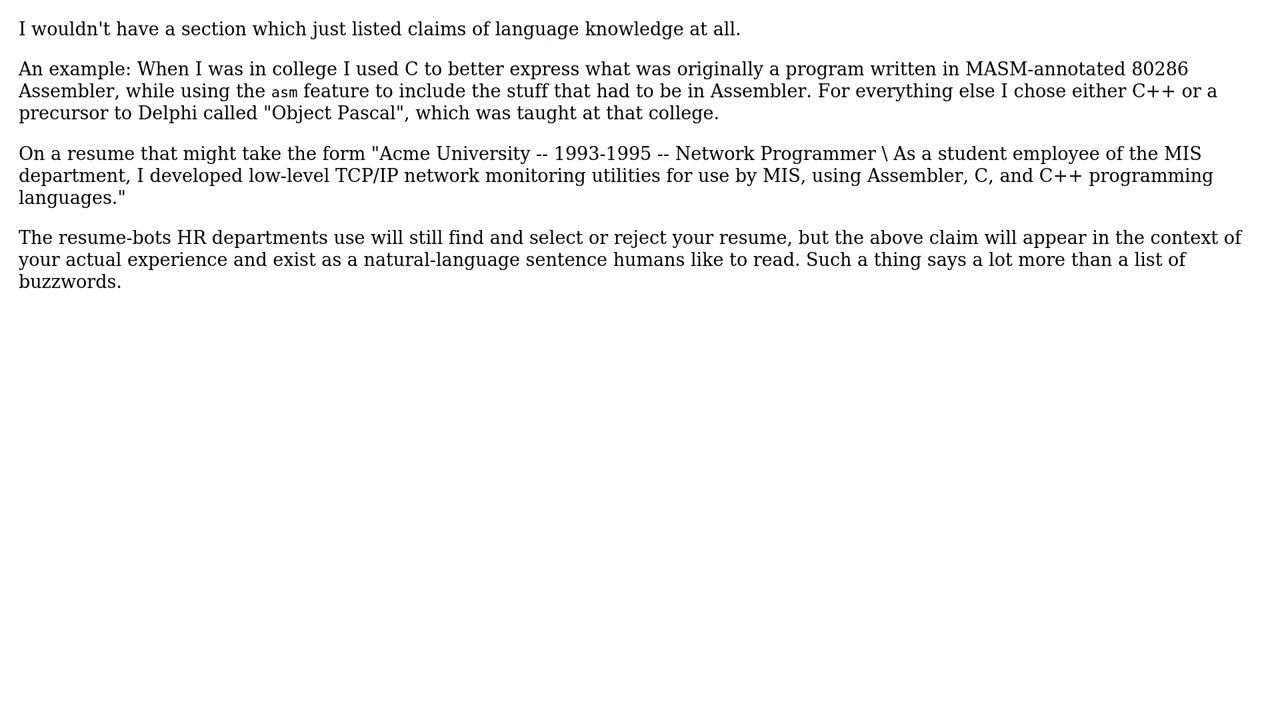 I wouldn't have a section which just listed claims of language knowledge at all.
An example: When I was in college I used C to better express what was originally a program written in MASM-annotated 80286
Assembler, while using the asm feature to include the stuff that had to be in Assembler. For everything else I chose either C++ or a
precursor to Delphi called "Object Pascal", which was taught at that college.
On a resume that might take the form "Acme University -- 1993-1995 -- Network Programmer \ As a student employee of the MIS
department, I developed low-level TCP/IP network monitoring utilities for use by MIS, using Assembler, C, and C++ programming
languages."
The resume-bots HR departments use will still find and select or reject your resume, but the above claim will appear in the context of
your actual experience and exist as a natural-language sentence humans like to read. Such a thing says a lot more than a list of
buzzwords.